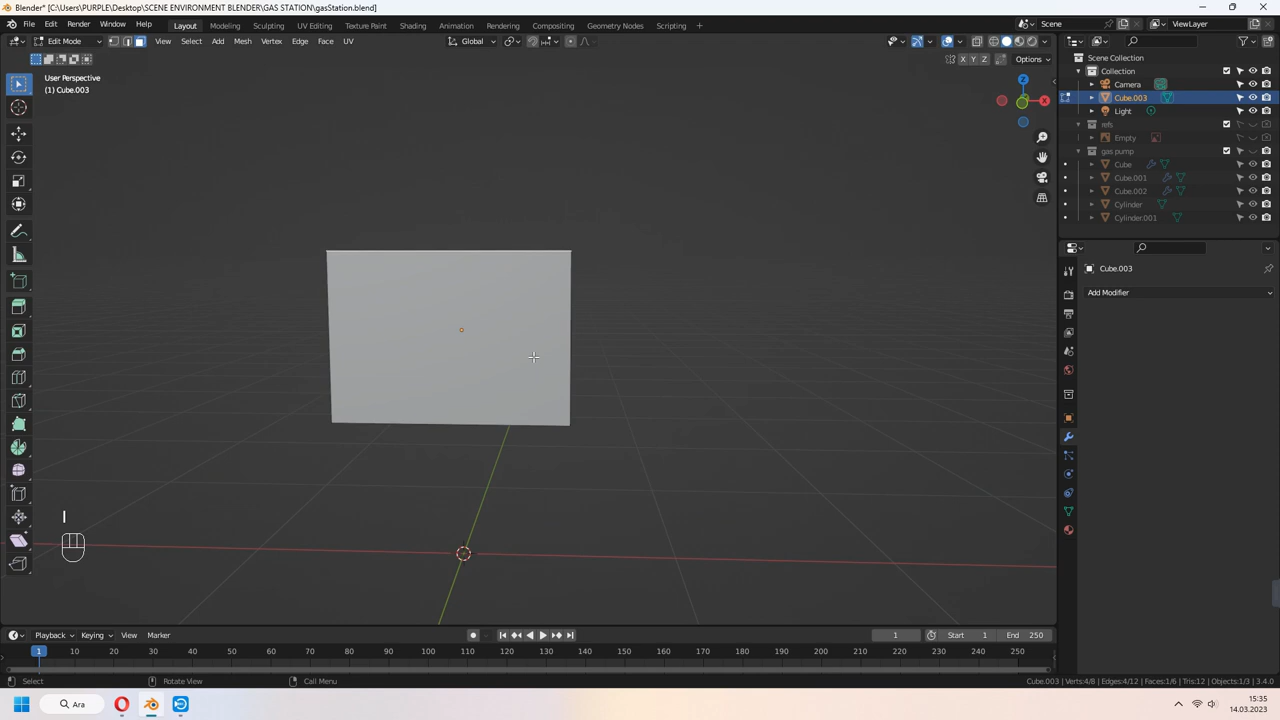 Blender* [C:\Users\PURPLE\Desktop\SCENE ENVIRONMENT BLENDER\GAS STATION\gasStation.blend]
File Edit Render Window Help Layout Modeling Sculpting UV Editing Texture Paint Shading Animation Rendering Compositing Geometry Nodes Scripting Scene ViewLayer
Edit Mode View Select Add Mesh Vertex Edge Face UV Global
X Y Z Options
User Perspective
(1) Cube.003
Z
X
Scene Collection
Collection
Camera
Cube.003
Light
refs
Empty
gas pump
Cube
Cube.001
Cube.002
Cylinder
Cylinder.001
Cube.003
Add Modifier
I
Playback Keying View Marker 1 Start 1 End 250
1 10 20 30 40 50 60 70 80 90 100 110 120 130 140 150 160 170 180 190 200 210 220 230 240 250
Select Rotate View Call Menu Cube.003 | Verts:4/8 | Edges:4/12 | Faces:1/6 | Tris:12 | Objects:1/3 | 3.4.0
Ara
15:35
14.03.2023